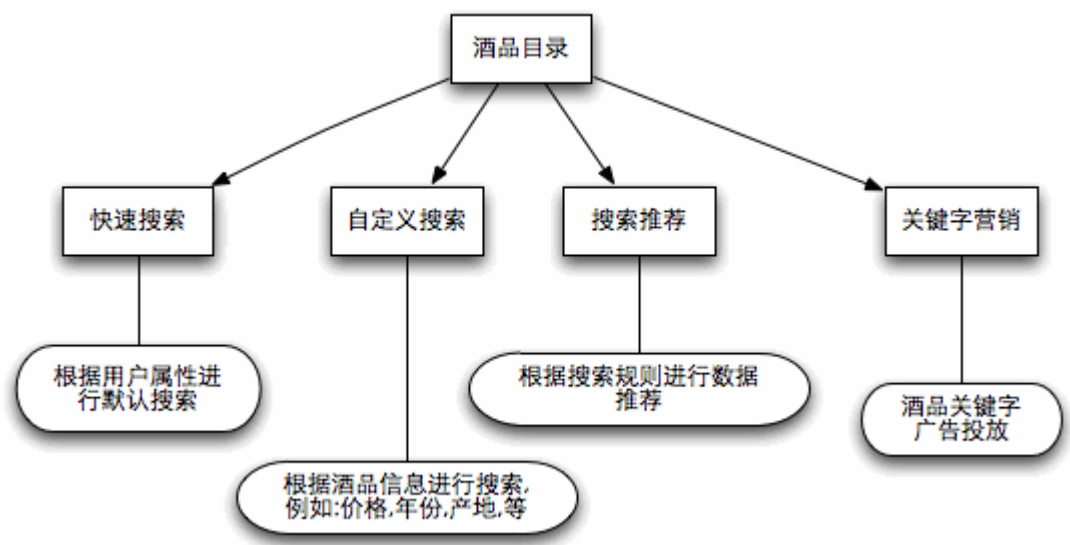 酒品目录
快速搜索
自定义搜索
搜索推荐
关键字营销
根据用户属性进
行默认搜索
根据搜索规则进行数据
推荐
酒品关键字
广告投放
根据酒品信息进行搜索,
例如:价格,年份,产地,等